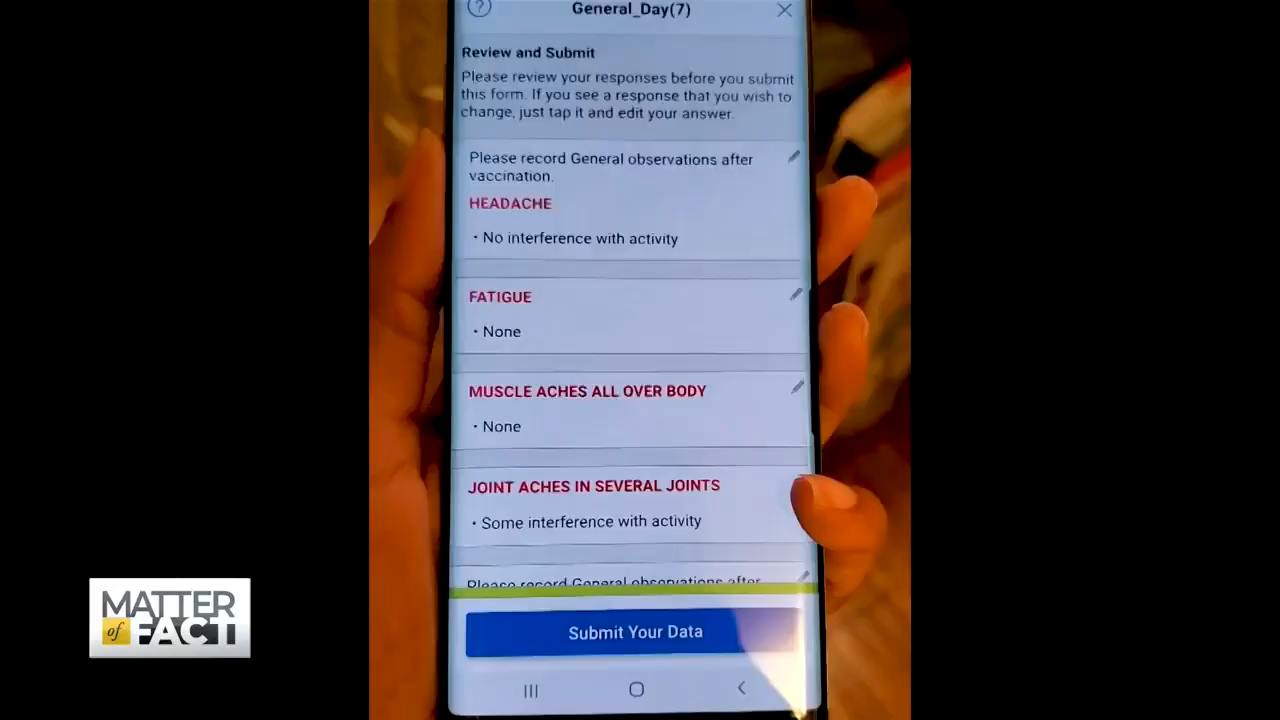 General_Day(7)
Review and Submit
Please review your responses before you submit
this form. If you see a response that you wish to
change, just tap it and edit your answer.
Please record General observations after
vaccination.
HEADACHE
• No interference with activity
FATIGUE
• None
MUSCLE ACHES ALL OVER BODY
• None
JOINT ACHES IN SEVERAL JOINTS
• Some interference with activity
Please record General observations after
Submit Your Data
MATTER
of FACT